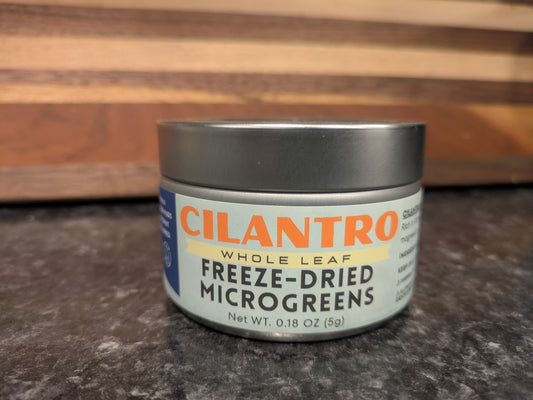 CILANTRO
WHOLE LEAF
FREEZE-DRIED
MICROGREENS
Net WT. 0.18 OZ (5g)